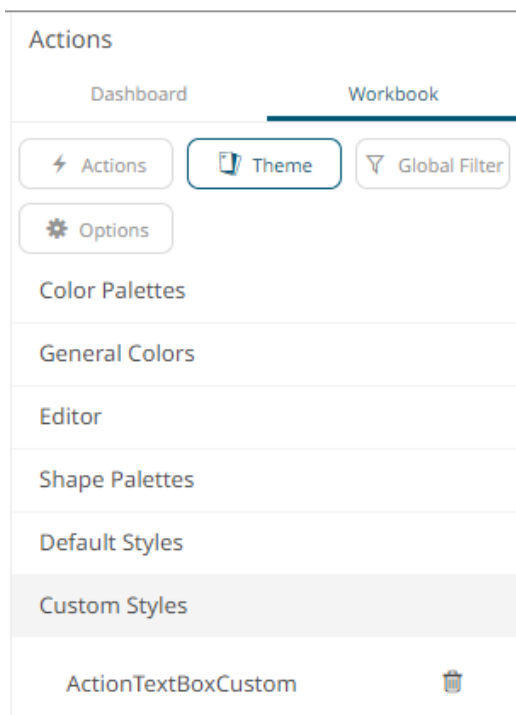 Actions
Dashboard Workbook
Actions Theme Global Filter
Options
Color Palettes
General Colors
Editor
Shape Palettes
Default Styles
Custom Styles
ActionTextBoxCustom